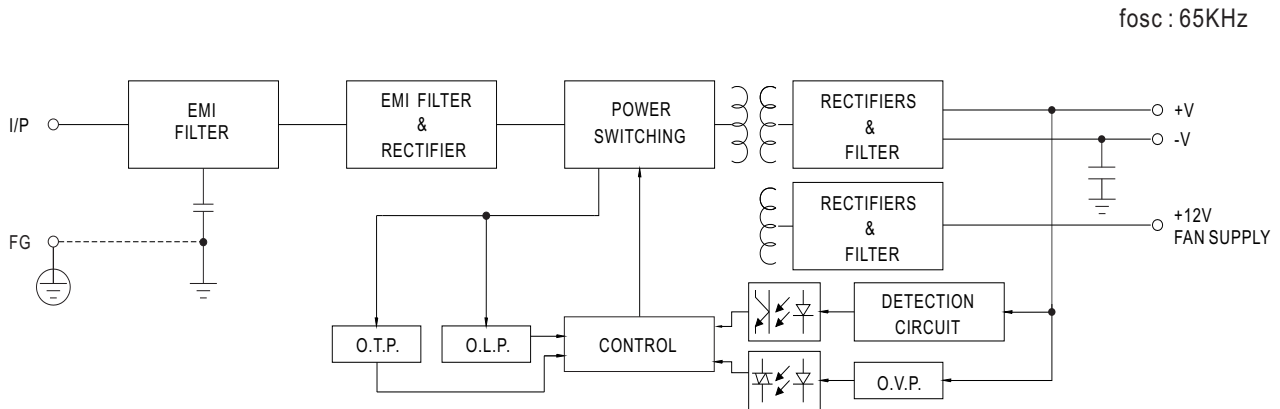 fosc : 65KHz
I/P
EMI
FILTER
EMI FILTER
&
RECTIFIER
POWER
SWITCHING
RECTIFIERS
&
FILTER
+V
-V
RECTIFIERS
&
FILTER
+12V
FAN SUPPLY
FG
O.T.P.
O.L.P.
CONTROL
DETECTION
CIRCUIT
O.V.P.